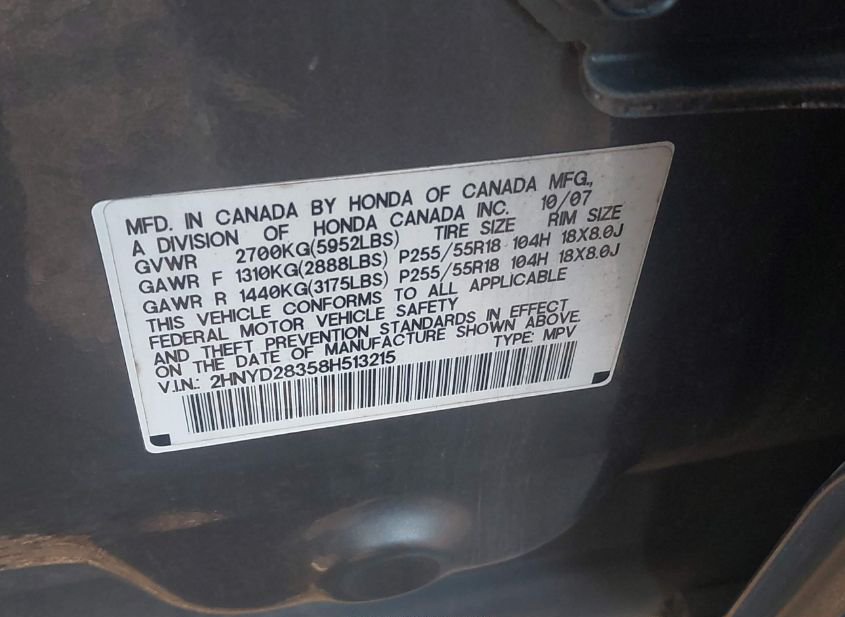 MFD. IN CANADA BY HONDA OF CANADA MFG.,
A DIVISION OF HONDA CANADA INC. 10/07
GVWR 2700KG(5952LBS) TIRE SIZE RIM SIZE
GAWR F 1310KG(2888LBS) P255/55R18 104H 18X8.0J
GAWR R 1440KG(3175LBS) P255/55R18 104H 18X8.0J
THIS VEHICLE CONFORMS TO ALL APPLICABLE
FEDERAL MOTOR VEHICLE SAFETY
AND THEFT PREVENTION STANDARDS IN EFFECT
ON THE DATE OF MANUFACTURE SHOWN ABOVE.
V.I.N.: 2HNYD28358H513215 TYPE: MPV